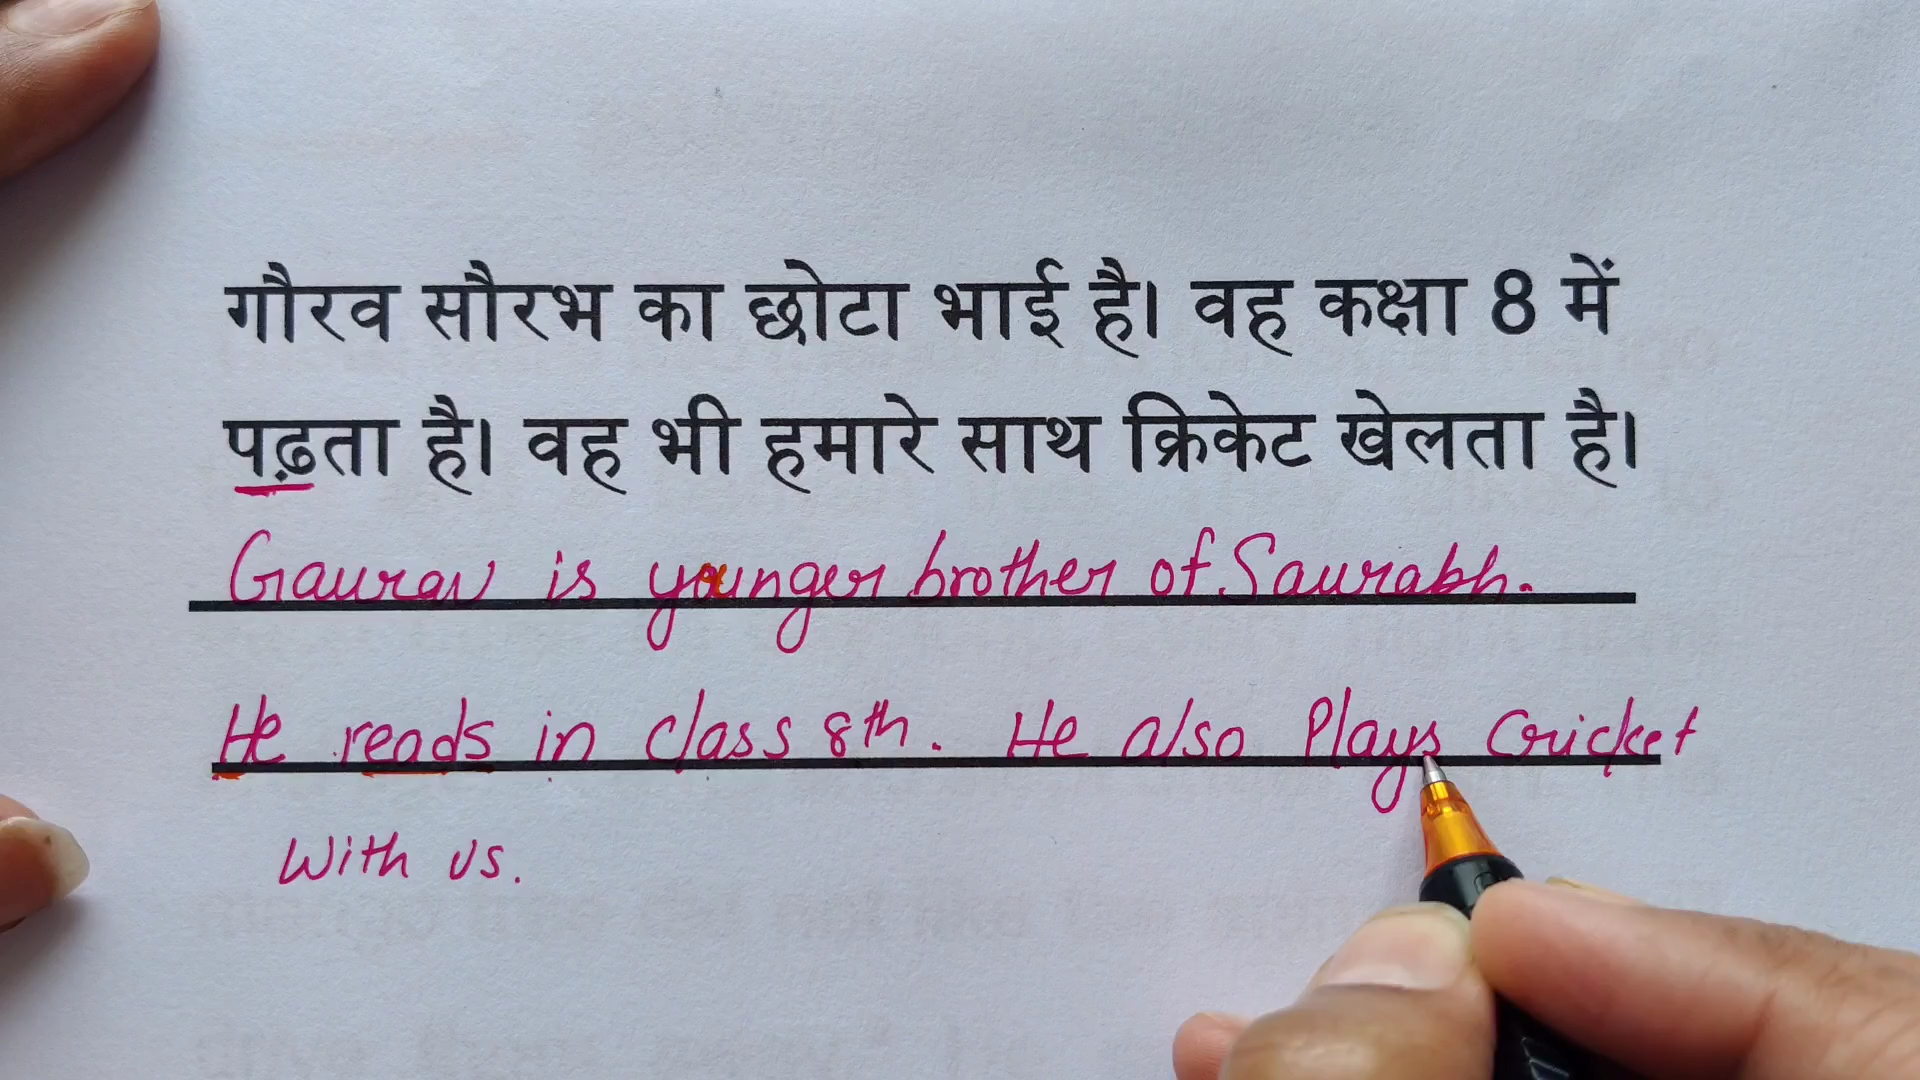 गौरव सौरभ का छोटा भाई है। वह कक्षा 8 में
पढ़ता है। वह भी हमारे साथ क्रिकेट खेलता है।
Gaurav is younger brother of Saurabh.
He reads in class 8th. He also Plays Cricket
With us.